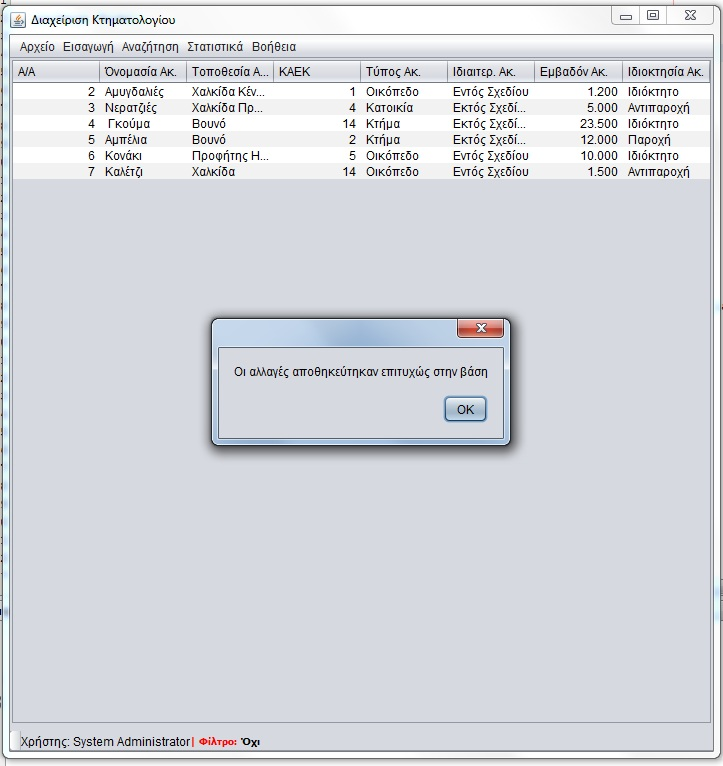 Διαχείριση Κτηματολογίου
Αρχείο Εισαγωγή Αναζήτηση Στατιστικά Βοήθεια
Α/Α Όνομασία Ακ. Τοποθεσία Α... ΚΑΕΚ Τύπος Ακ. Ιδιαιτερ. Ακ. Εμβαδόν Ακ. Ιδιοκτησία Ακ.
2 Αμυγδαλιές Χαλκίδα Κέν... 1 Οικόπεδο Εντός Σχεδίου 1.200 Ιδιόκτητο
3 Νερατζιές Χαλκίδα Πρ... 4 Κατοικία Εκτός Σχεδί... 5.000 Αντιπαροχή
4 Γκούμα Βουνό 14 Κτήμα Εκτός Σχεδί... 23.500 Ιδιόκτητο
5 Αμπέλια Βουνό 2 Κτήμα Εκτός Σχεδί... 12.000 Παροχή
6 Κονάκι Προφήτης Η... 5 Οικόπεδο Εντός Σχεδίου 10.000 Ιδιόκτητο
7 Καλέτζι Χαλκίδα 14 Οικόπεδο Εντός Σχεδίου 1.500 Αντιπαροχή
Οι αλλαγές αποθηκεύτηκαν επιτυχώς στην βάση
OK
Χρήστης: System Administrator| Φίλτρο: Όχι